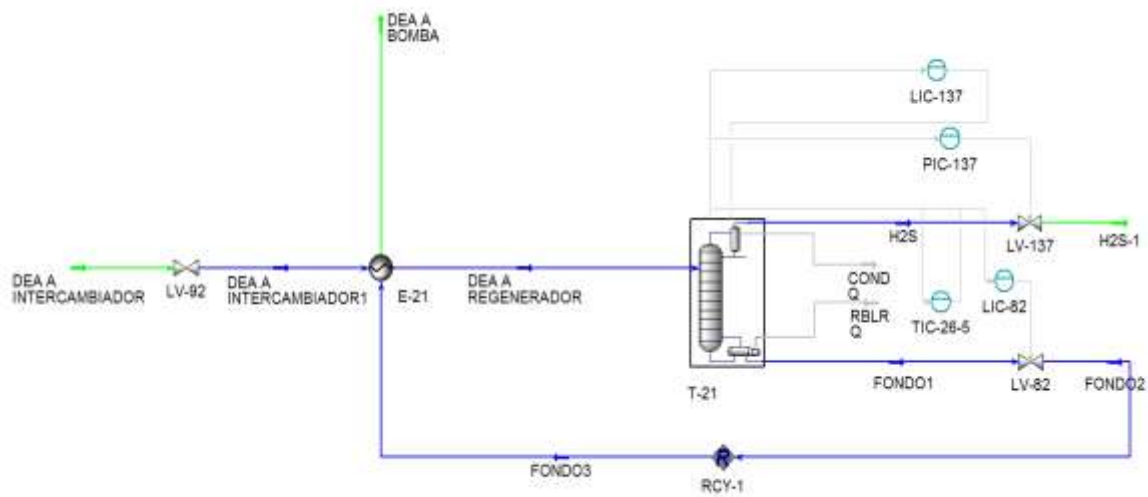 DEA A
BOMBA
LIC-137
PIC-137
H2S
LV-137
H2S-1
DEA A
INTERCAMBIADOR
LV-92
DEA A
INTERCAMBIADOR1
E-21
DEA A
REGENERADOR
COND
Q
RBLR
Q
TIC-26-5
LIC-82
T-21
FONDO1
LV-82
FONDO2
FONDO3
R
RCY-1